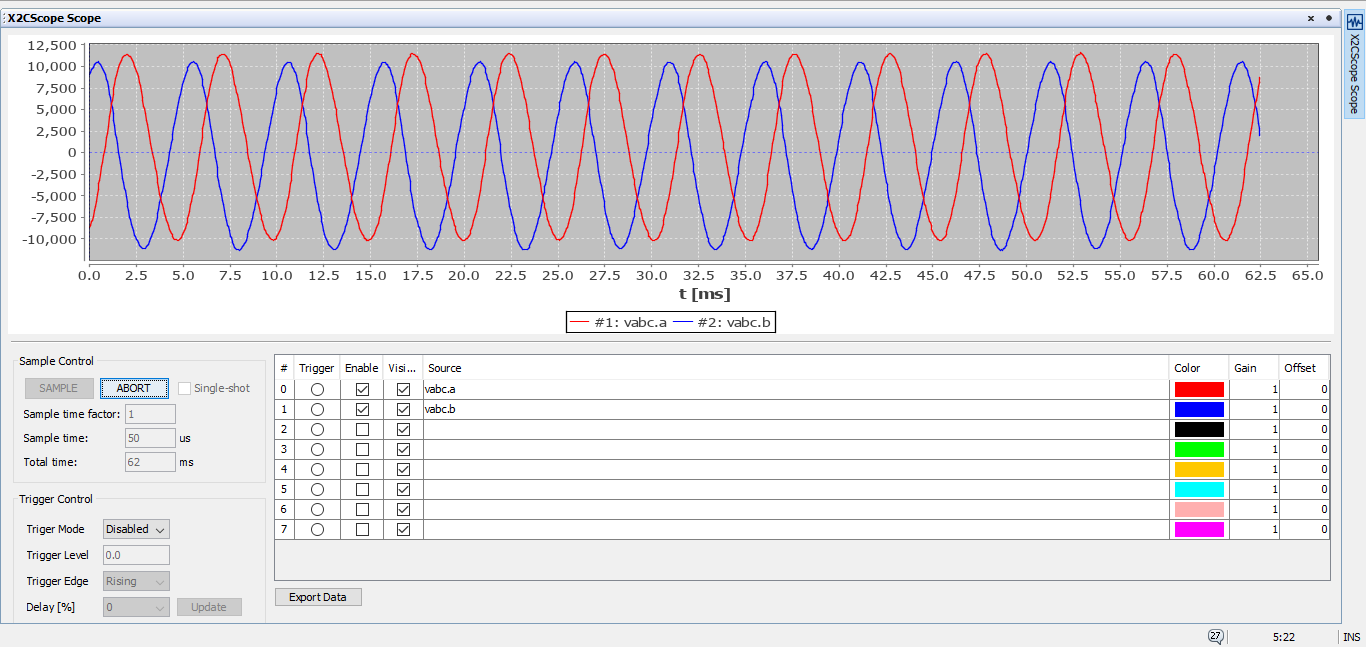 X2CScope Scope
12,500
10,000
7,500
5,000
2,500
0
-2,500
-5,000
-7,500
-10,000
0.0 2.5 5.0 7.5 10.0 12.5 15.0 17.5 20.0 22.5 25.0 27.5 30.0 32.5 35.0 37.5 40.0 42.5 45.0 47.5 50.0 52.5 55.0 57.5 60.0 62.5 65.0
t [ms]
#1: vabc.a #2: vabc.b
X2CScope Scope
Sample Control
SAMPLE ABORT Single-shot
Sample time factor: 1
Sample time: 50 us
Total time: 62 ms
Trigger Control
Triger Mode Disabled
Trigger Level 0.0
Trigger Edge Rising
Delay [%] 0 Update
# Trigger Enable Visi... Source Color Gain Offset
0 vabc.a 1 0
1 vabc.b 1 0
2 1 0
3 1 0
4 1 0
5 1 0
6 1 0
7 1 0
Export Data
27 5:22 INS